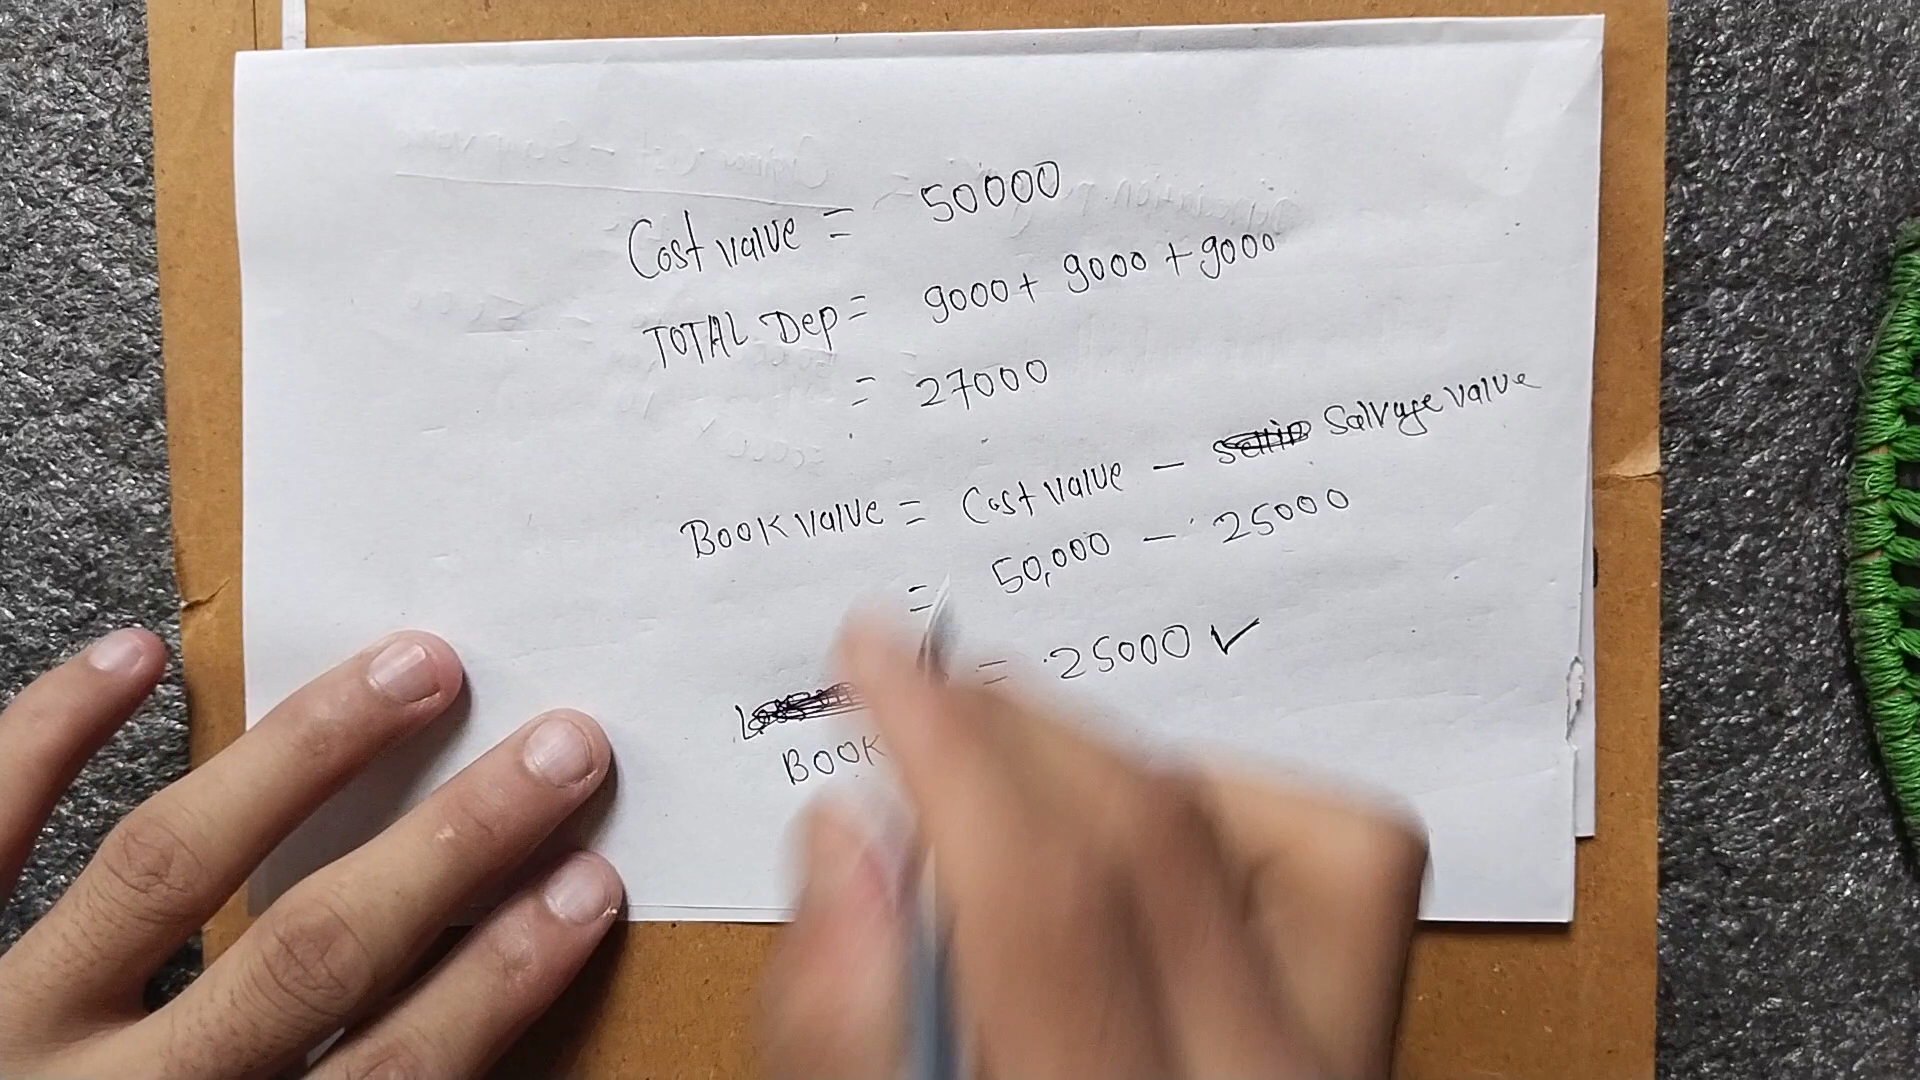 Cost value = 50000
TOTAL Dep = 9000 + 9000 + 9000
= 27000
BOOK value = Cost value - Salvage value
= 50,000 - 25000
= 25000 ✓
BOOK